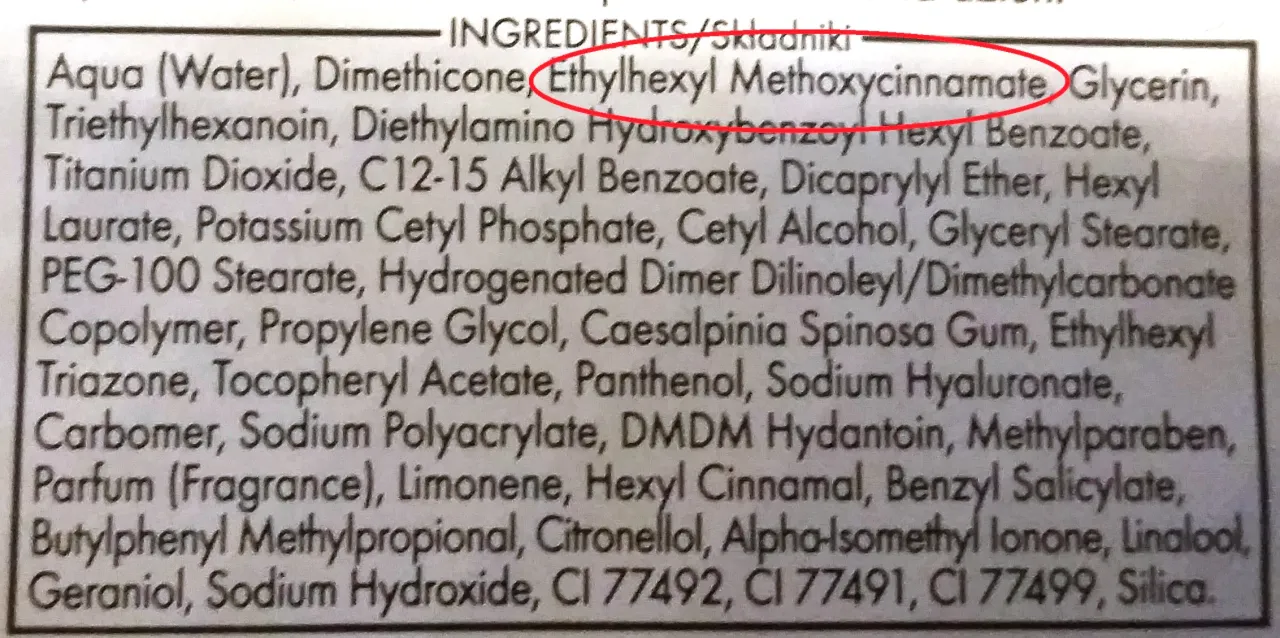 INGREDIENTS/Składniki
Aqua (Water), Dimethicone, Ethylhexyl Methoxycinnamate, Glycerin,
Triethylhexanoin, Diethylamino Hydroxybenzoyl Hexyl Benzoate,
Titanium Dioxide, C12-15 Alkyl Benzoate, Dicaprylyl Ether, Hexyl
Laurate, Potassium Cetyl Phosphate, Cetyl Alcohol, Glyceryl Stearate,
PEG-100 Stearate, Hydrogenated Dimer Dilinoleyl/Dimethylcarbonate
Copolymer, Propylene Glycol, Caesalpinia Spinosa Gum, Ethylhexyl
Triazone, Tocopheryl Acetate, Panthenol, Sodium Hyaluronate,
Carbomer, Sodium Polyacrylate, DMDM Hydantoin, Methylparaben,
Parfum (Fragrance), Limonene, Hexyl Cinnamal, Benzyl Salicylate,
Butylphenyl Methylpropional, Citronellol, Alpha-Isomethyl Ionone, Linalool,
Geraniol, Sodium Hydroxide, CI 77492, CI 77491, CI 77499, Silica.